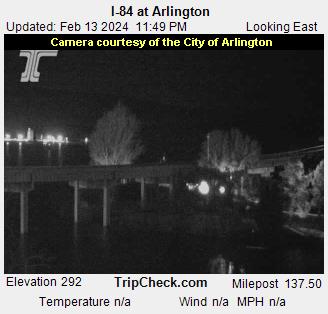 I-84 at Arlington
Updated: Feb 13 2024 11:49 PM Looking East
Camera courtesy of the City of Arlington
Elevation 292 TripCheck.com Milepost 137.50
Temperature n/a Wind n/a MPH n/a